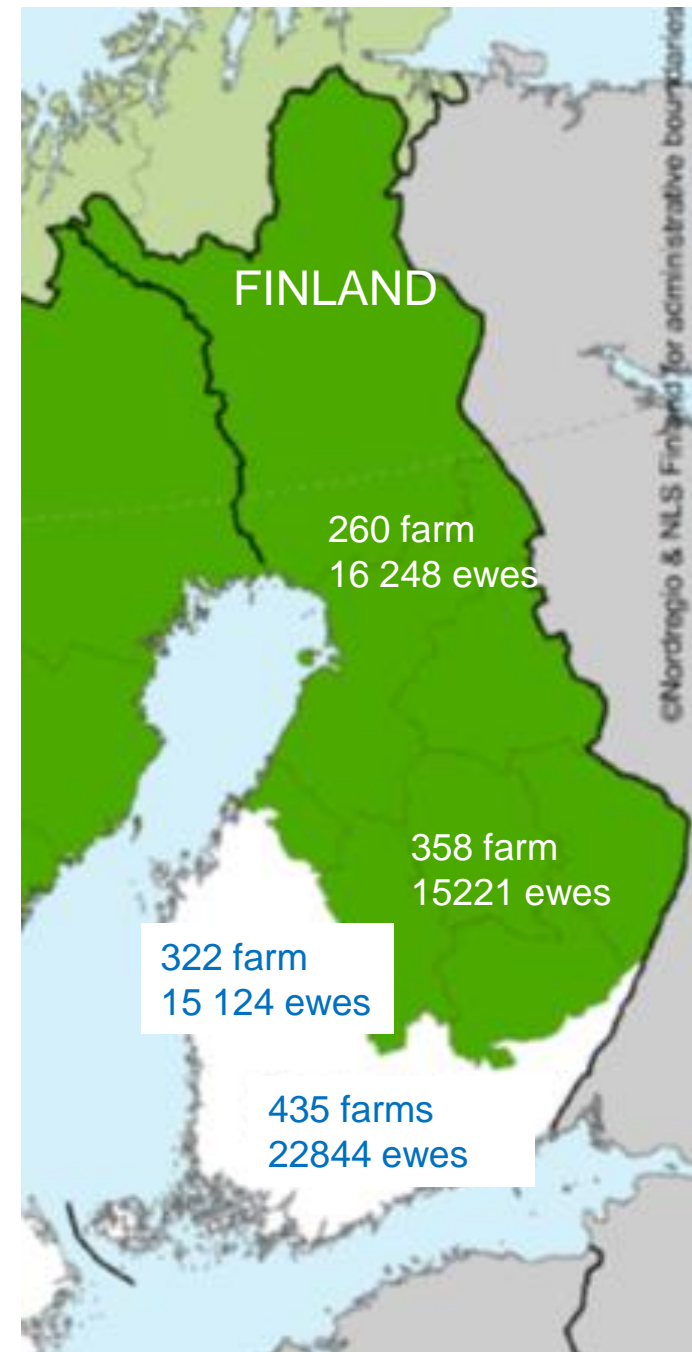 FINLAND
260 farm
16 248 ewes
358 farm
15221 ewes
322 farm
15 124 ewes
435 farms
22844 ewes
©Nordregio & NLS Finland for administrative boundaries